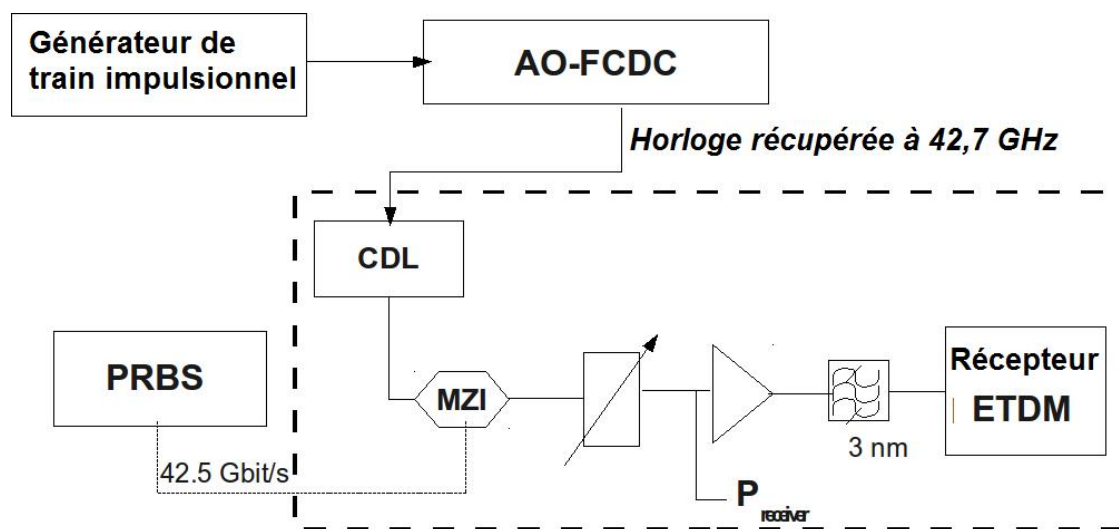 Générateur de
train impulsionnel
AO-FCDC
Horloge récupérée à 42,7 GHz
CDL
PRBS
MZI
Récepteur
ETDM
3 nm
42.5 Gbit/s
P receiver